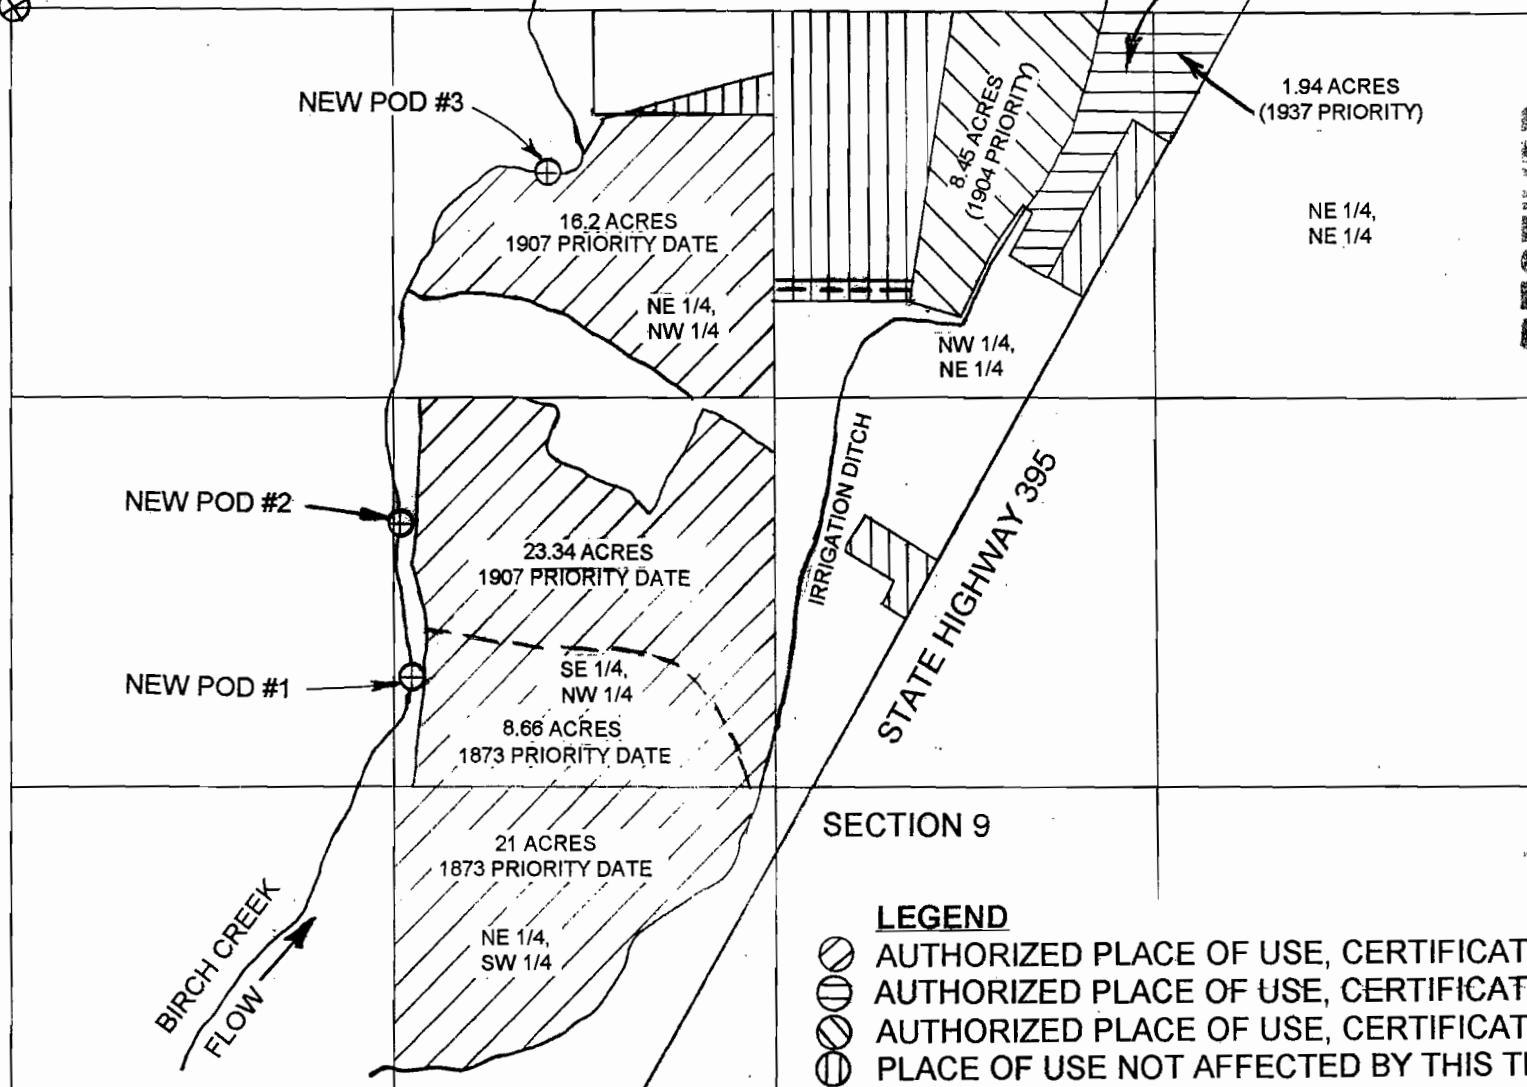 NEW POD #3
1.94 ACRES
(1937 PRIORITY)
8.45 ACRES
(1904 PRIORITY)
16.2 ACRES
1907 PRIORITY DATE
NE 1/4,
NE 1/4
NE 1/4,
NW 1/4
NW 1/4,
NE 1/4
IRRIGATION DITCH
STATE HIGHWAY 395
NEW POD #2
23.34 ACRES
1907 PRIORITY DATE
NEW POD #1
SE 1/4,
NW 1/4
8.66 ACRES
1873 PRIORITY DATE
SECTION 9
21 ACRES
1873 PRIORITY DATE
NE 1/4,
SW 1/4
BIRCH CREEK
FLOW
LEGEND
AUTHORIZED PLACE OF USE, CERTIFICAT
AUTHORIZED PLACE OF USE, CERTIFICAT
AUTHORIZED PLACE OF USE, CERTIFICAT
PLACE OF USE NOT AFFECTED BY THIS